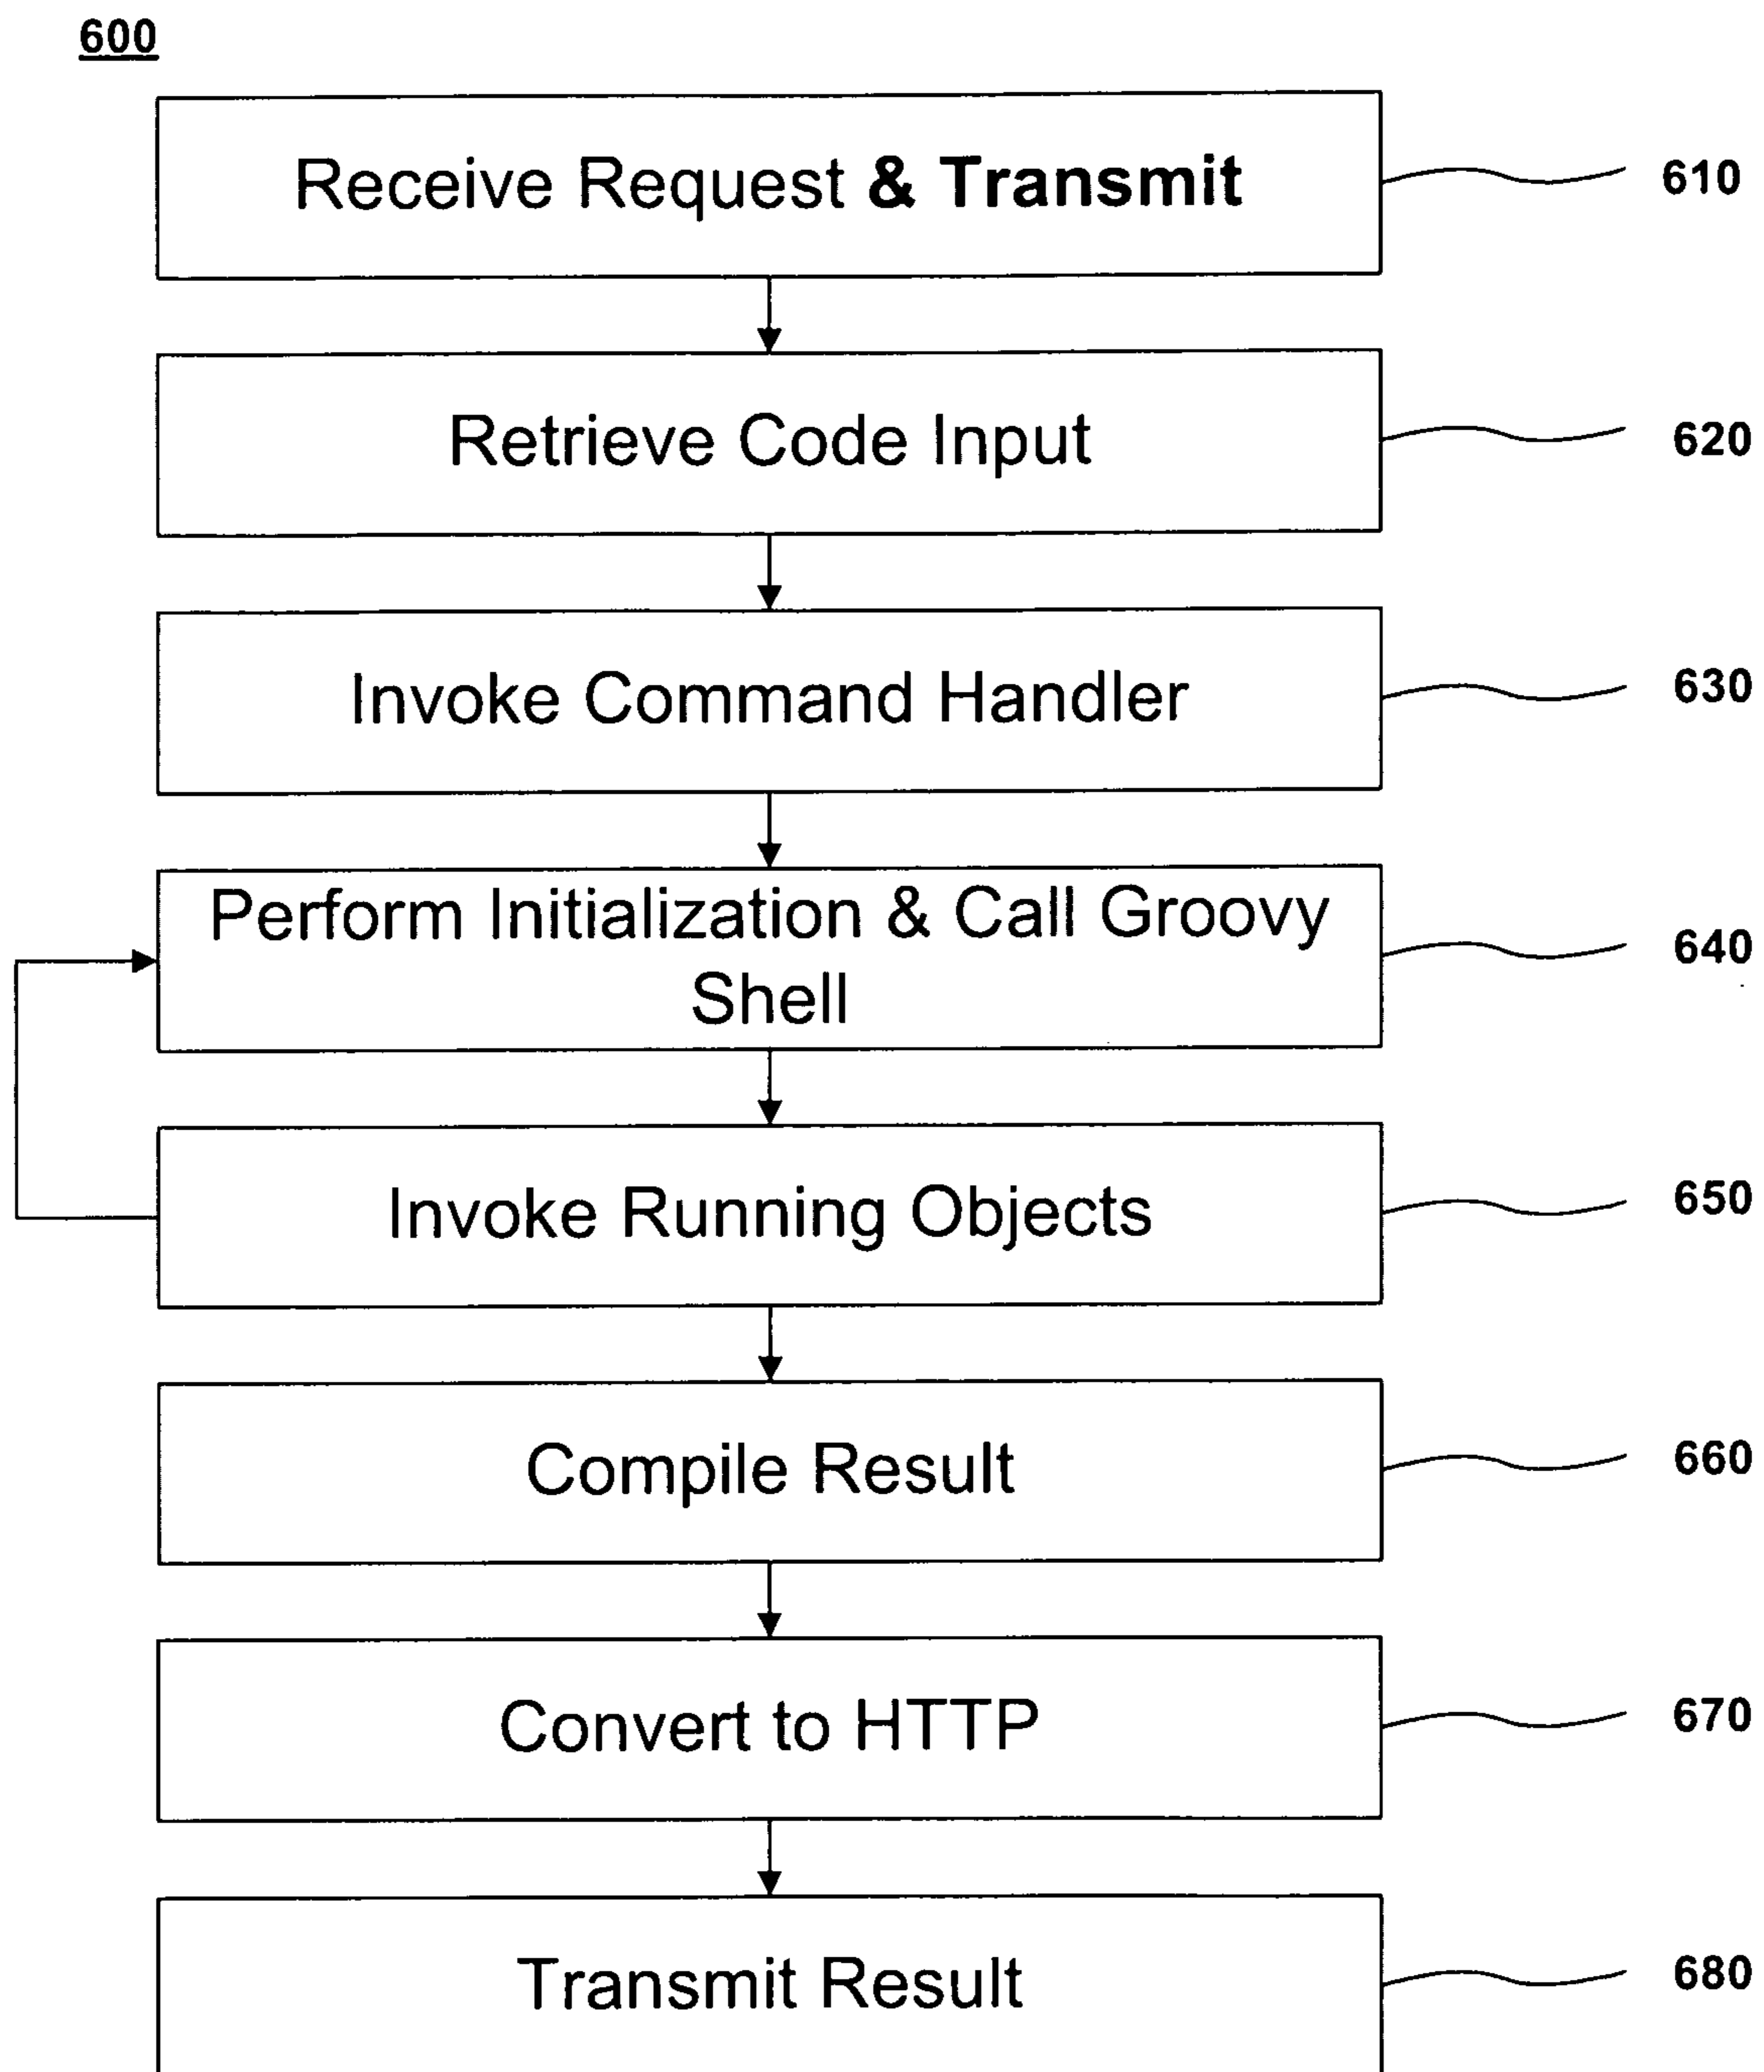 600
Receive Request & Transmit
610
Retrieve Code Input
620
Invoke Command Handler
630
Perform Initialization & Call Groovy
Shell
640
Invoke Running Objects
650
Compile Result
660
Convert to HTTP
670
Transmit Result
680